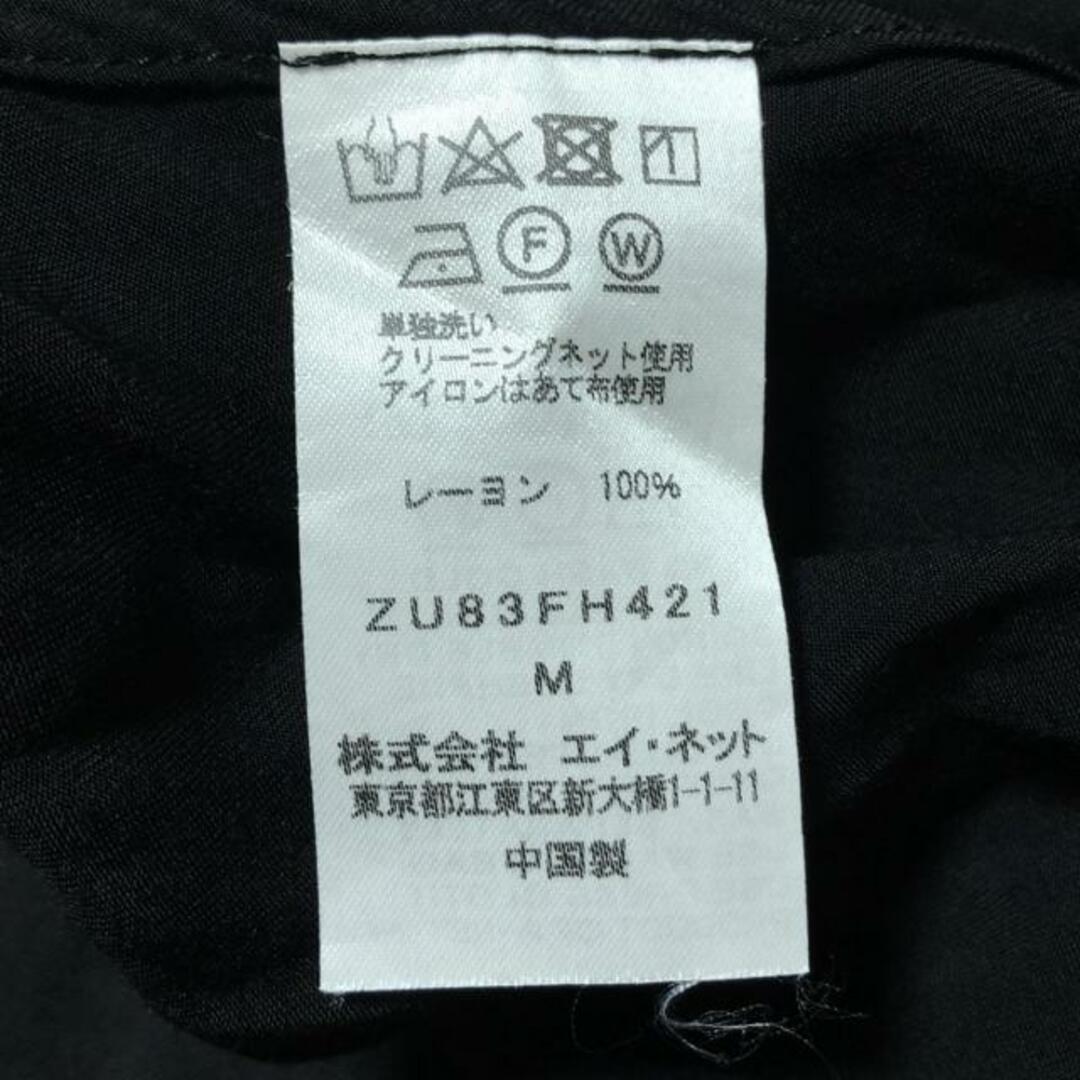 F W
単独洗い
クリーニングネット使用
アイロンはあて布使用
レーヨン 100%
ZU83FH421
M
株式会社 エイ・ネット
東京都江東区新大橋1-1-11
中国製